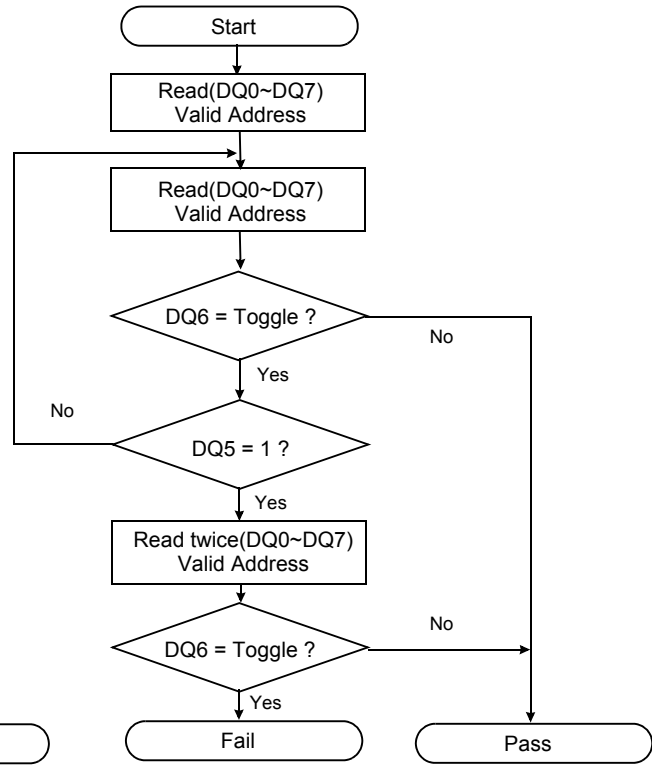 Start
Read(DQ0~DQ7)
Valid Address
Read(DQ0~DQ7)
Valid Address
DQ6 = Toggle ?
No
Yes
No
DQ5 = 1 ?
Yes
Read twice(DQ0~DQ7)
Valid Address
No
DQ6 = Toggle ?
Yes
Fail
Pass